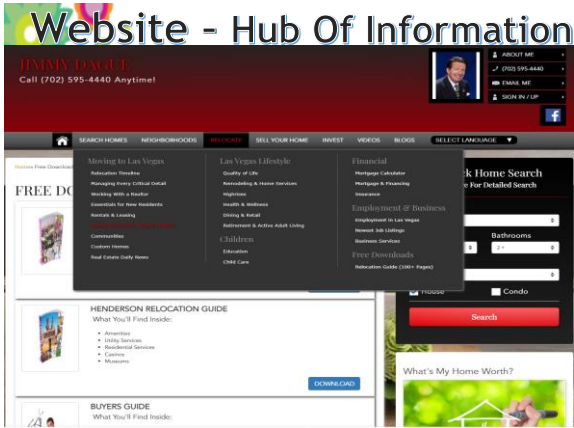 Website - Hub Of Information
JIMMY DAGUE
Call (702) 595-4440 Anytime!
ABOUT ME
(702) 595-4440
EMAIL ME
SIGN IN / UP
f
SEARCH HOMES NEIGHBORHOODS RELOCATE SELL YOUR HOME INVEST VIDEOS BLOGS SELECT LANGUAGE ▼
Home» Free Download
FREE DO
Moving to Las Vegas
Relocation Timeline
Managing Every Critical Detail
Working With a Realtor
Essentials for New Residents
Rentals & Leasing
Communities
Custom Homes
Real Estate Daily News
Las Vegas Lifestyle
Quality of Life
Remodeling & Home Services
Highrises
Health & Wellness
Dining & Retail
Retirement & Active Adult Living
Children
Education
Child Care
Financial
Mortgage Calculator
Mortgage & Financing
Insurance
Employment & Business
Employment in Las Vegas
Newest Job Listings
Business Services
Free Downloads
Relocation Guide (100+ Pages)
k Home Search
e For Detailed Search
Bathrooms
2 +
House
Condo
Search
HENDERSON RELOCATION GUIDE
What You'll Find Inside:
• Amenities
• Utility Services
• Residential Services
• Casinos
• Museums
DOWNLOAD
What's My Home Worth?
BUYERS GUIDE
What You'll Find Inside: